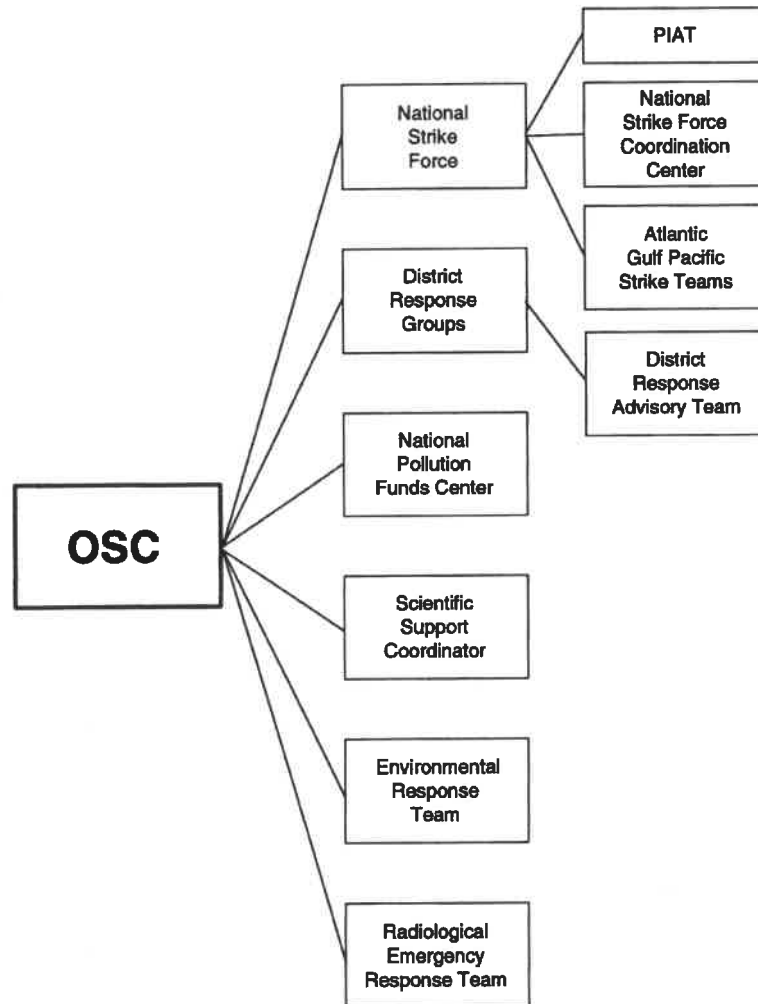 PIAT
National
Strike Force
Coordination
Center
National
Strike
Force
Atlantic
Gulf Pacific
Strike Teams
District
Response
Groups
District
Response
Advisory Team
National
Pollution
Funds Center
OSC
Scientific
Support
Coordinator
Environmental
Response
Team
Radiological
Emergency
Response Team